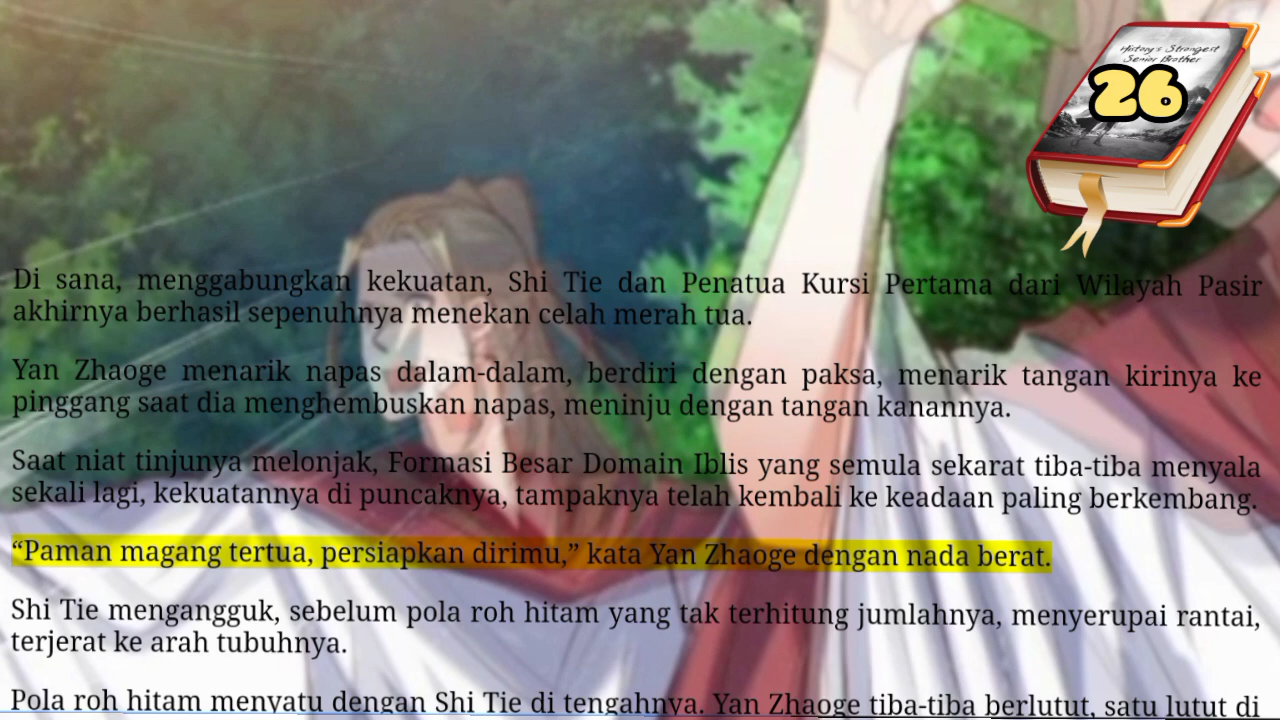 History's Strongest
Senior Brother
26
Di sana, menggabungkan kekuatan, Shi Tie dan Penatua Kursi Pertama dari Wilayah Pasir
akhirnya berhasil sepenuhnya menekan celah merah tua.
Yan Zhaoge menarik napas dalam-dalam, berdiri dengan paksa, menarik tangan kirinya ke
pinggang saat dia menghembuskan napas, meninju dengan tangan kanannya.
Saat niat tinjunya melonjak, Formasi Besar Domain Iblis yang semula sekarat tiba-tiba menyala
sekali lagi, kekuatannya di puncaknya, tampaknya telah kembali ke keadaan paling berkembang.
“Paman magang tertua, persiapkan dirimu,” kata Yan Zhaoge dengan nada berat.
Shi Tie mengangguk, sebelum pola roh hitam yang tak terhitung jumlahnya, menyerupai rantai,
terjerat ke arah tubuhnya.
Pola roh hitam menyatu dengan Shi Tie di tengahnya. Yan Zhaoge tiba-tiba berlutut, satu lutut di